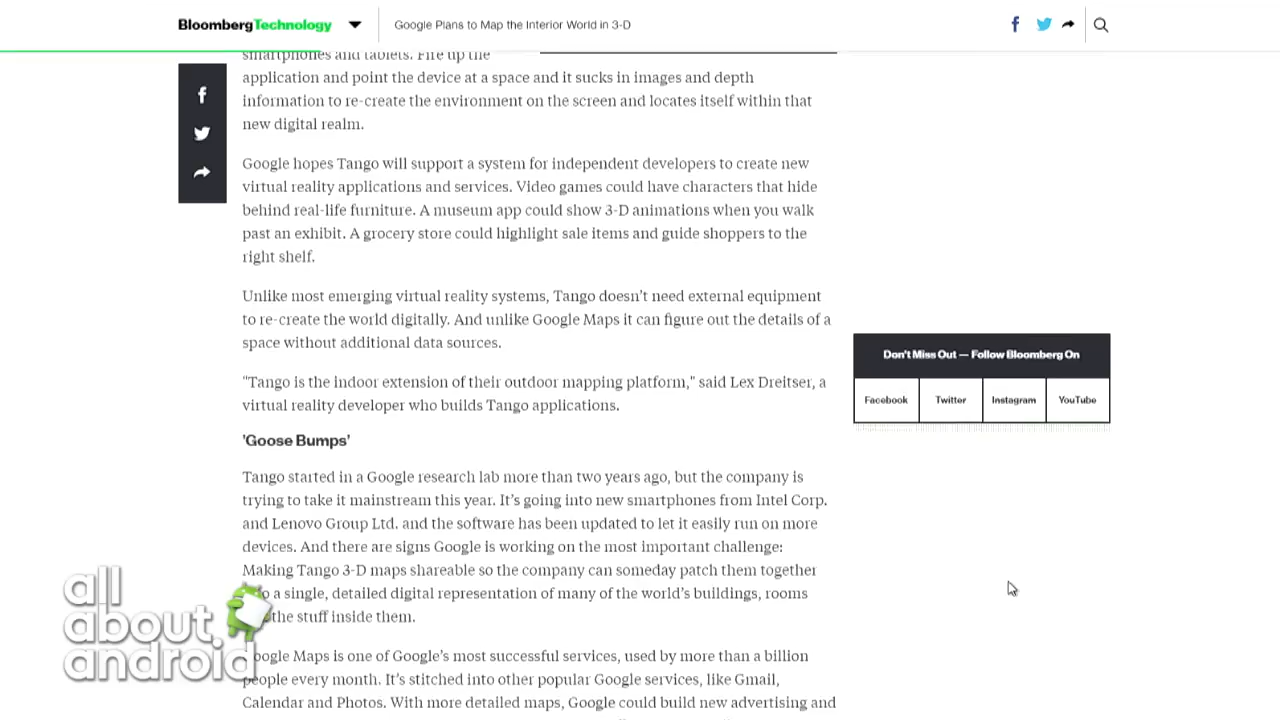 BloombergTechnology
Google Plans to Map the Interior World in 3-D
smartphones and tablets. Fire up the
application and point the device at a space and it sucks in images and depth
information to re-create the environment on the screen and locates itself within that
new digital realm.
Google hopes Tango will support a system for independent developers to create new
virtual reality applications and services. Video games could have characters that hide
behind real-life furniture. A museum app could show 3-D animations when you walk
past an exhibit. A grocery store could highlight sale items and guide shoppers to the
right shelf.
Unlike most emerging virtual reality systems, Tango doesn't need external equipment
to re-create the world digitally. And unlike Google Maps it can figure out the details of a
space without additional data sources.
"Tango is the indoor extension of their outdoor mapping platform," said Lex Dreitser, a
virtual reality developer who builds Tango applications.
'Goose Bumps'
Tango started in a Google research lab more than two years ago, but the company is
trying to take it mainstream this year. It's going into new smartphones from Intel Corp.
and Lenovo Group Ltd. and the software has been updated to let it easily run on more
devices. And there are signs Google is working on the most important challenge:
Making Tango 3-D maps shareable so the company can someday patch them together
a single, detailed digital representation of many of the world's buildings, rooms
the stuff inside them.
oogle Maps is one of Google's most successful services, used by more than a billion
people every month. It's stitched into other popular Google services, like Gmail,
Calendar and Photos. With more detailed maps, Google could build new advertising and
Don't Miss Out — Follow Bloomberg On
Facebook
Twitter
Instagram
YouTube
all
about
android